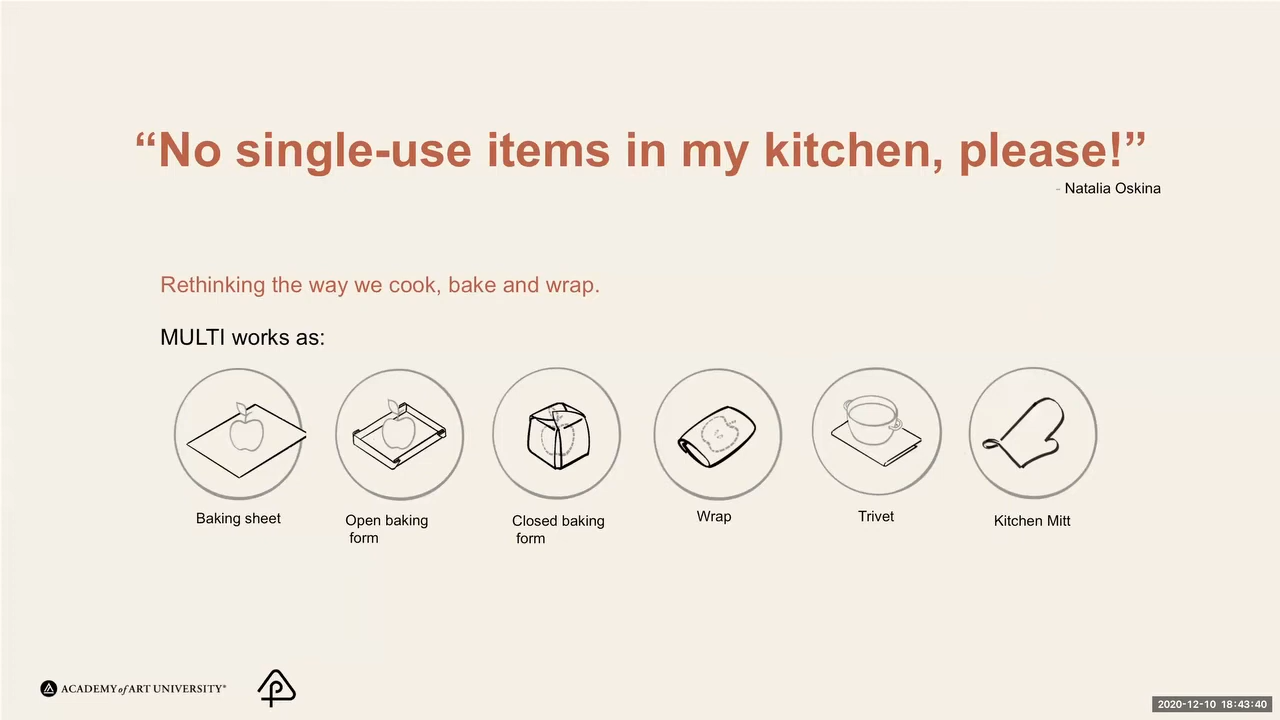 “No single-use items in my kitchen, please!”
- Natalia Oskina
Rethinking the way we cook, bake and wrap.
MULTI works as:
Baking sheet
Open baking
form
Closed baking
form
Wrap
Trivet
Kitchen Mitt
ACADEMY of ART UNIVERSITY®
2020-12-10 18:43:40